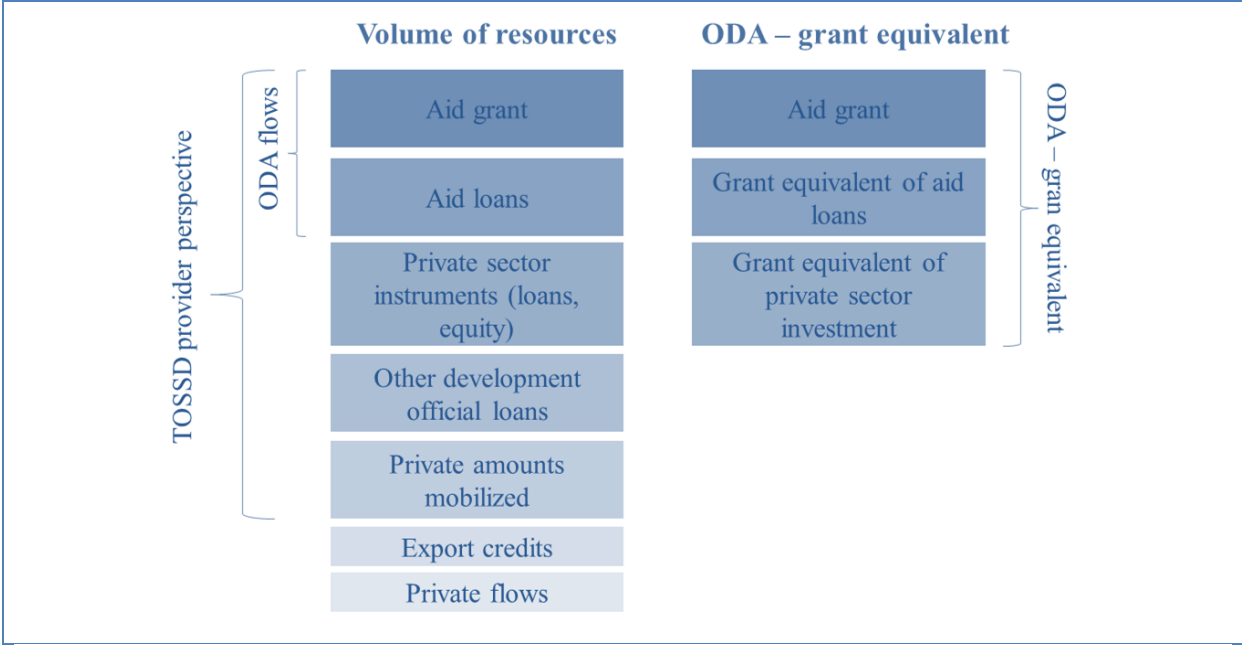 Volume of resources
ODA – grant equivalent
TOSSD provider perspective
ODA flows
Aid grant
Aid loans
Private sector
instruments (loans,
equity)
Other development
official loans
Private amounts
mobilized
Export credits
Private flows
Aid grant
Grant equivalent of aid
loans
Grant equivalent of
private sector
investment
ODA – gran equivalent